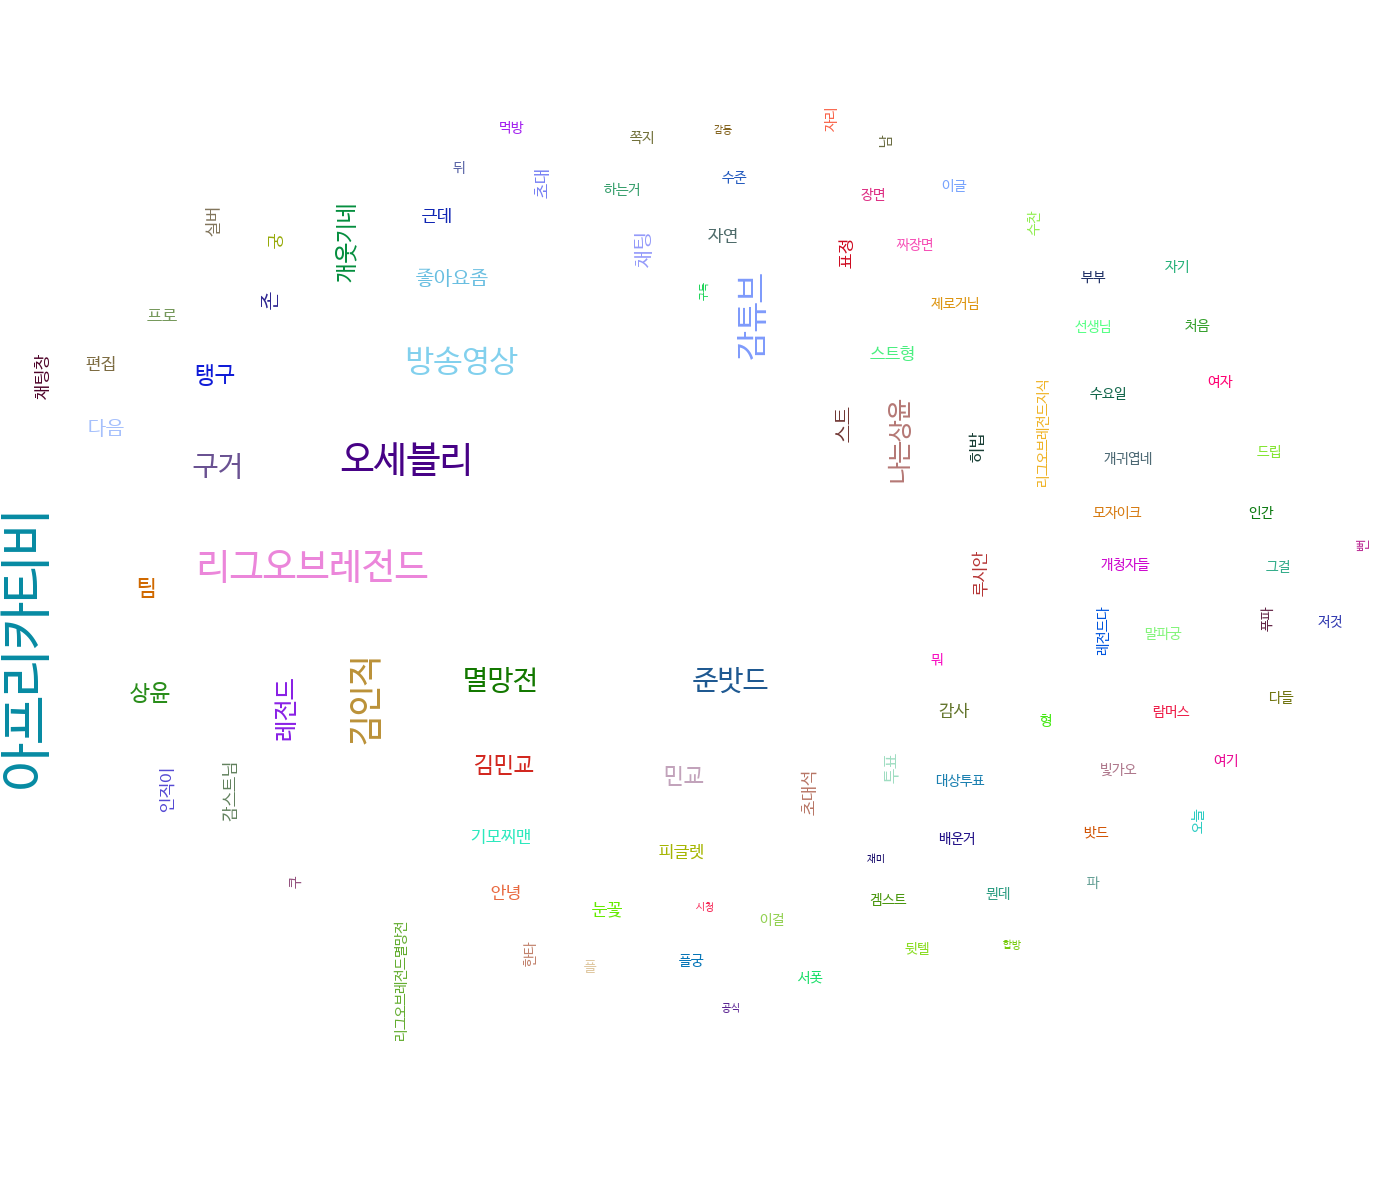 먹방
쪽지
감동
자리
남
뒤
초대
하는거
수준
장면
이글
실버
궁
개웃기네
근데
채팅
자연
표정
짜장면
수찬
좋아요좀
구독
감튜브
부부
자기
프로
존
제로거님
선생님
처음
채팅창
편집
탱구
방송영상
스트형
여자
다음
스트
나는상윤
히밥
리그오브레전드지식
수요일
구거
오세블리
개귀엽네
드립
아프리카티비
모자이크
인간
뻔
팀
리그오브레전드
루시안
개청자들
그걸
레전드다
말파궁
푸파
저것
상윤
레전드
김인직
멸망전
준밧드
뭐
감사
형
람머스
다들
인직이
감스트님
김민교
민교
초대석
투표
대상투표
빛가오
여기
기모찌맨
피글렛
재미
배운거
밧드
오늘
쿠
안녕
눈꽃
시청
이걸
겜스트
뭔데
파
리그오브레전드멸망전
한타
풀
플궁
서폿
뒷텔
합방
공식